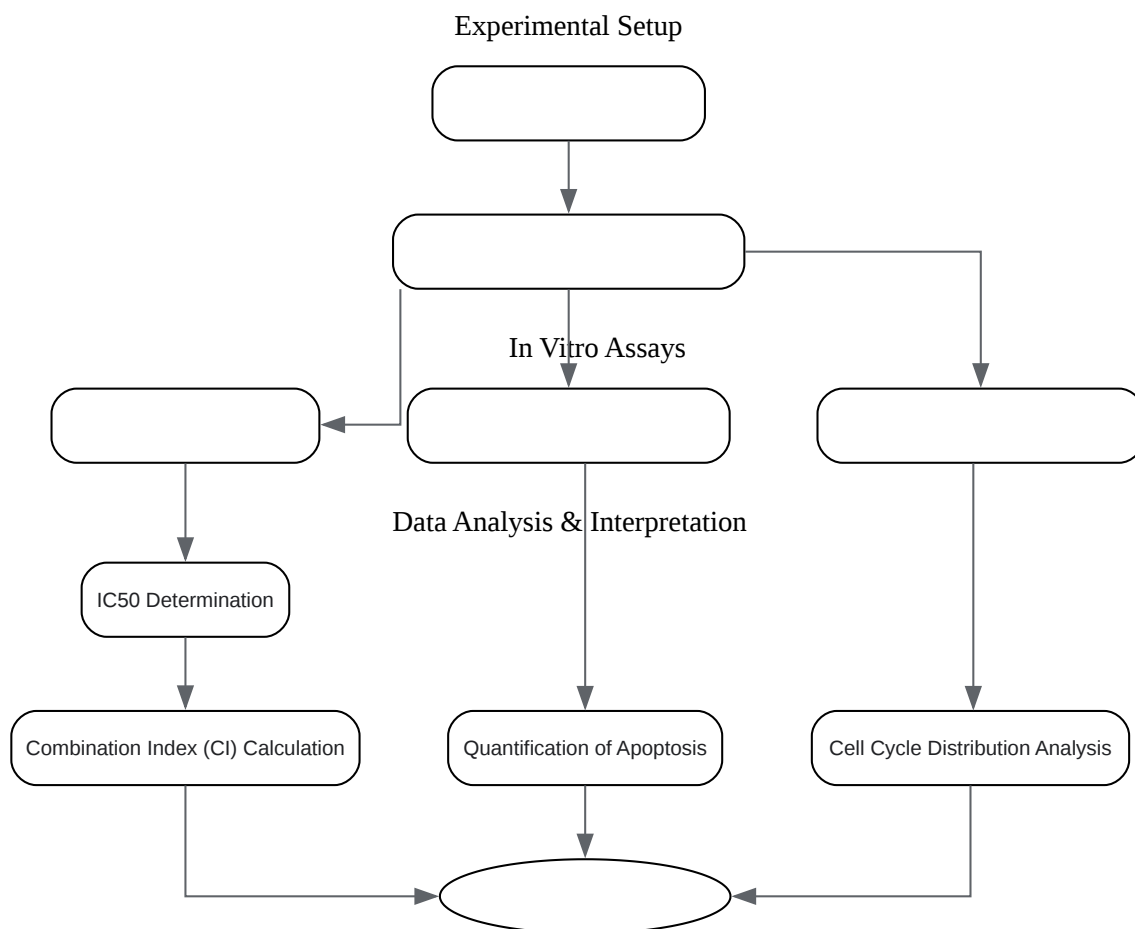 Experimental Setup
In Vitro Assays
Data Analysis & Interpretation
IC50 Determination
Combination Index (CI) Calculation
Quantification of Apoptosis
Cell Cycle Distribution Analysis